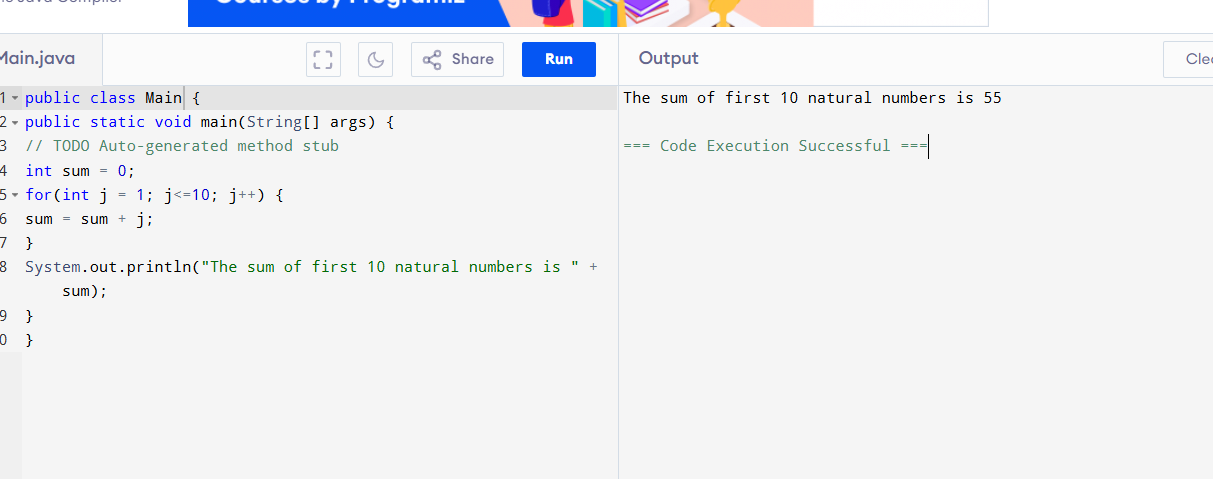 Java Compiler
Courses by Programiz
Main.java
Share
Run
Output
1 public class Main {
2 public static void main(String[] args) {
3 // TODO Auto-generated method stub
4 int sum = 0;
5 for(int j = 1; j<=10; j++) {
6 sum = sum + j;
7 }
8 System.out.println("The sum of first 10 natural numbers is " +
sum);
9 }
0 }
The sum of first 10 natural numbers is 55
=== Code Execution Successful ===